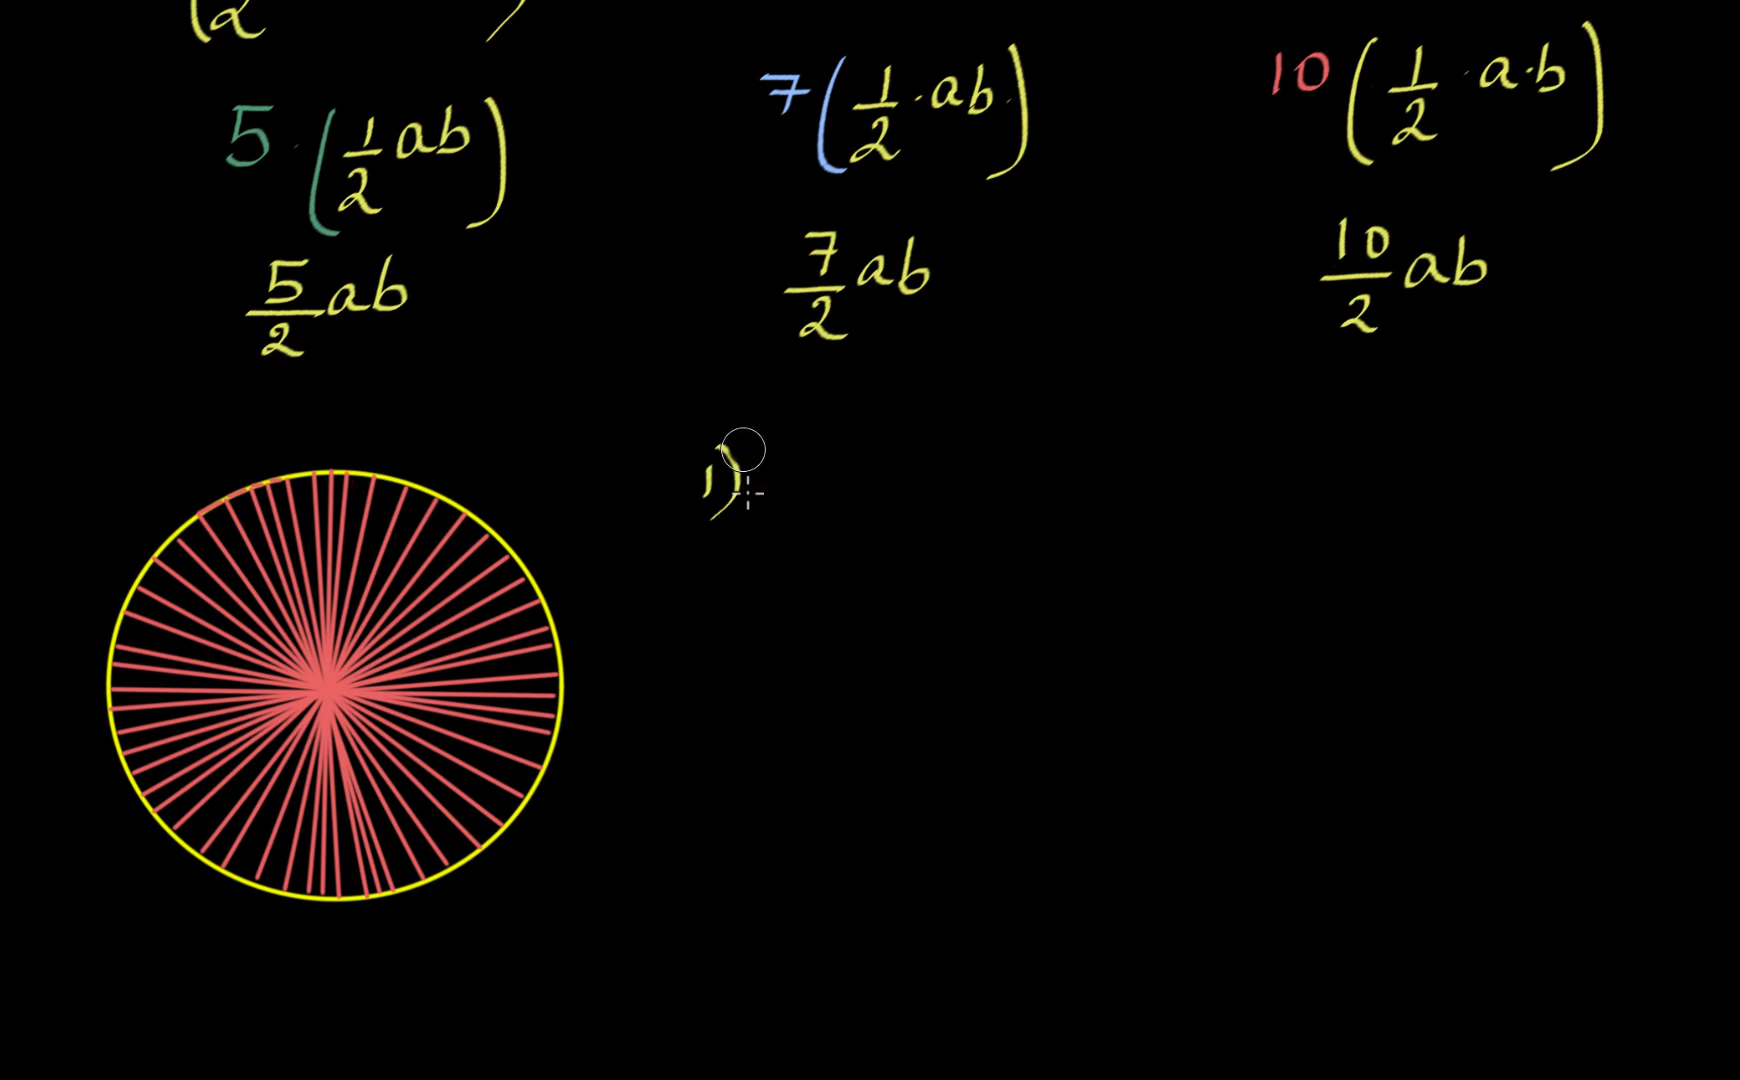 5 · (1/2 ab)
5/2 ab
7 (1/2 · ab)
7/2 ab
10 (1/2 · a·b)
10/2 ab
1)